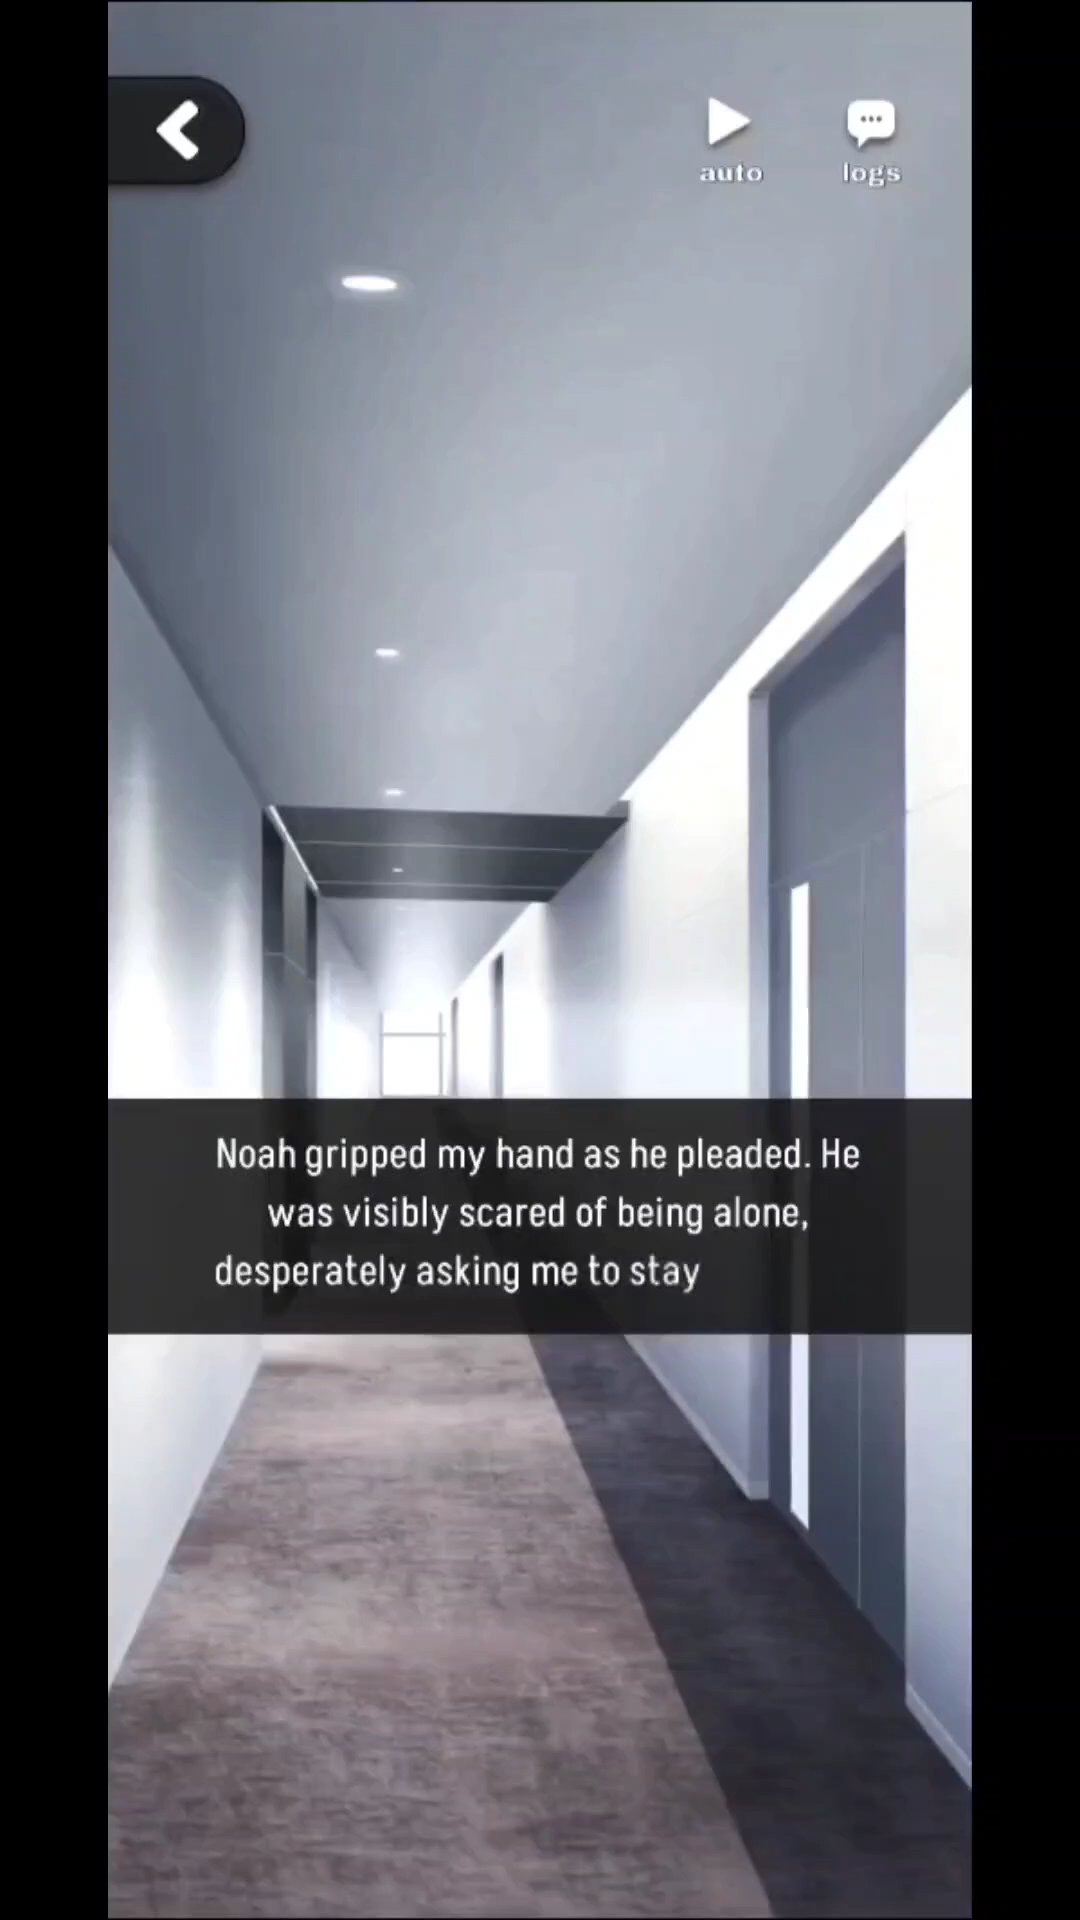 auto
logs
Noah gripped my hand as he pleaded. He
was visibly scared of being alone,
desperately asking me to stay